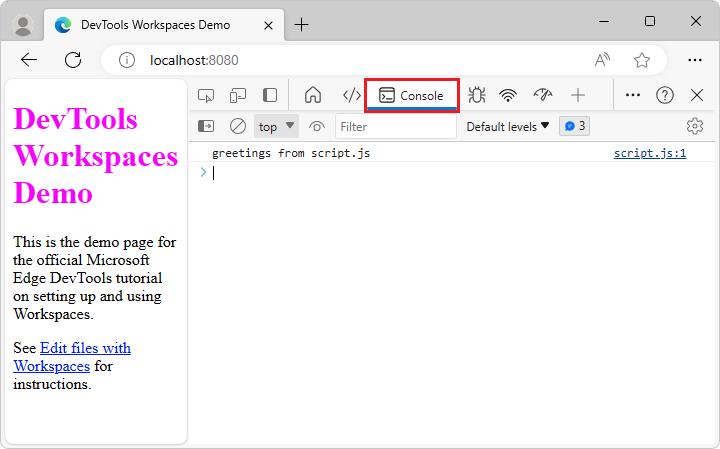 DevTools Workspaces Demo
localhost:8080
Console
top
Filter
Default levels
3
greetings from script.js
script.js:1
DevTools
Workspaces
Demo
This is the demo page for
the official Microsoft
Edge DevTools tutorial
on setting up and using
Workspaces.
See Edit files with
Workspaces for
instructions.